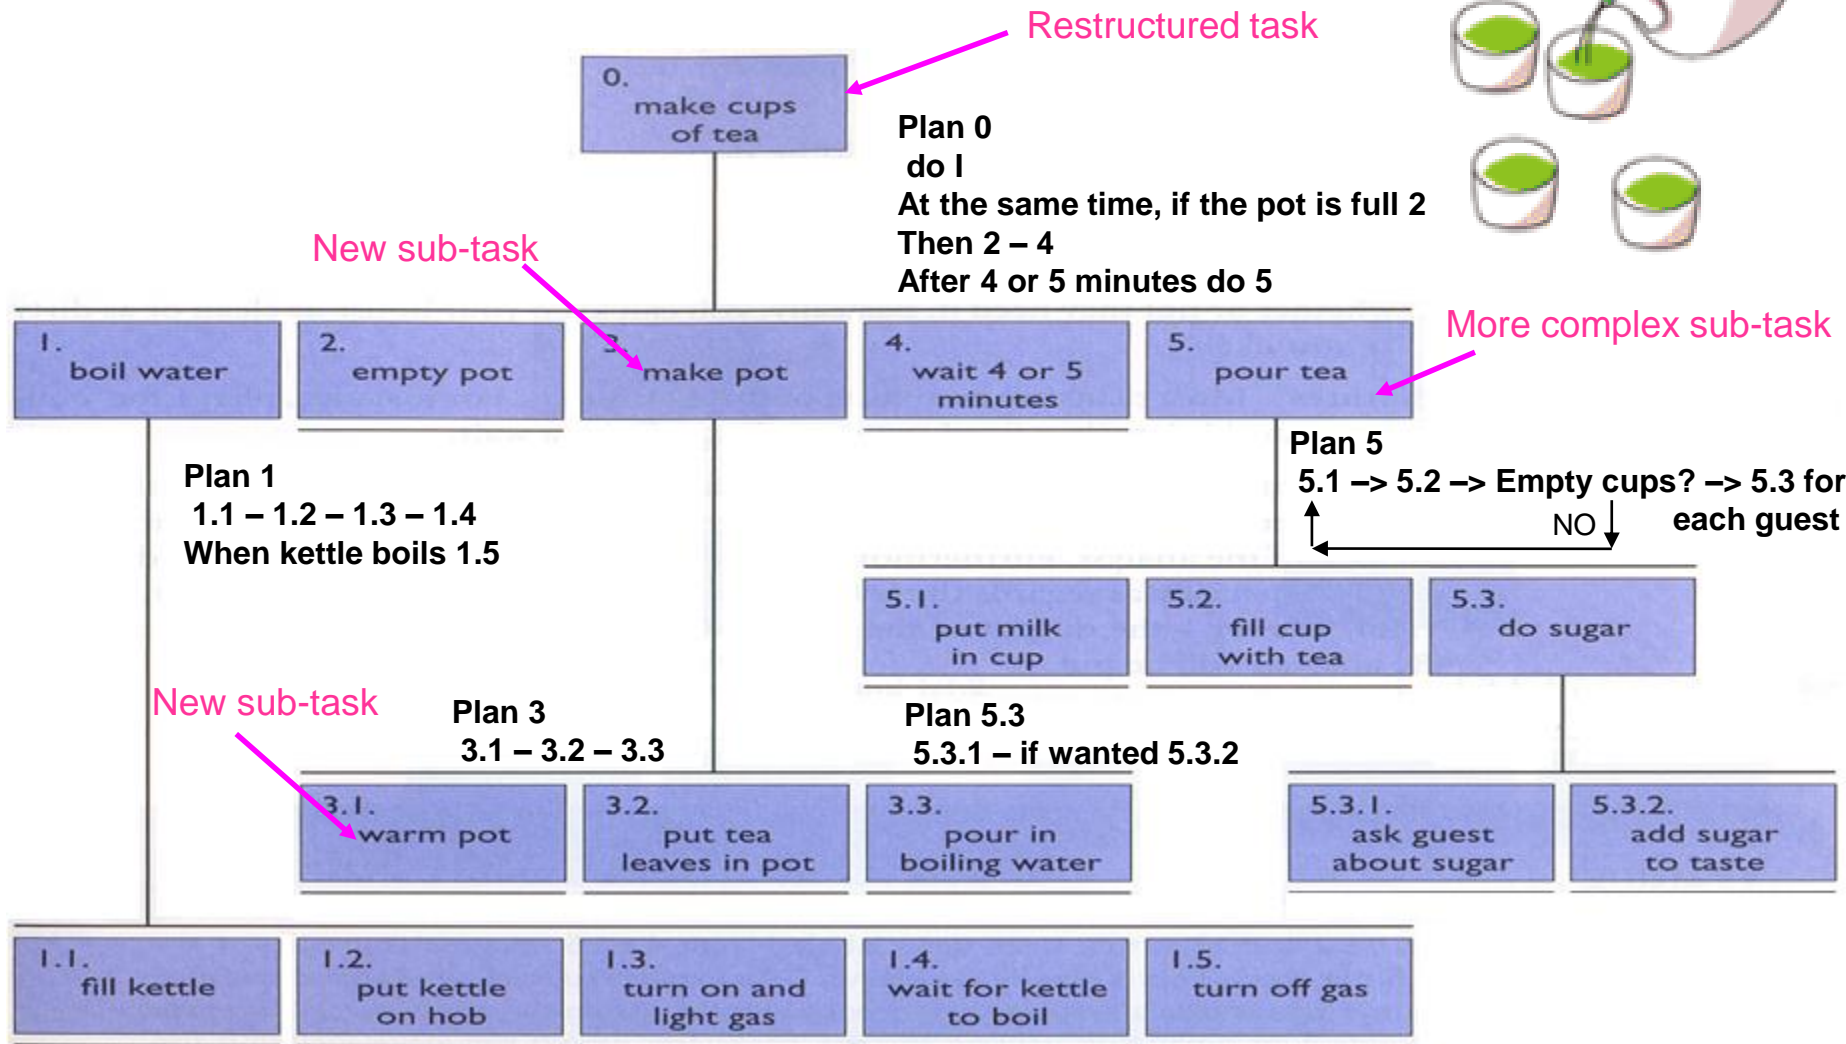 Restructured task
0.
make cups
of tea
Plan 0
do I
At the same time, if the pot is full 2
Then 2 – 4
After 4 or 5 minutes do 5
New sub-task
More complex sub-task
1.
boil water
2.
empty pot
3.
make pot
4.
wait 4 or 5
minutes
5.
pour tea
Plan 1
1.1 – 1.2 – 1.3 – 1.4
When kettle boils 1.5
Plan 5
5.1 –> 5.2 –> Empty cups? –> 5.3 for
each guest
NO
5.1.
put milk
in cup
5.2.
fill cup
with tea
5.3.
do sugar
New sub-task
Plan 3
3.1 – 3.2 – 3.3
Plan 5.3
5.3.1 – if wanted 5.3.2
3.1.
warm pot
3.2.
put tea
leaves in pot
3.3.
pour in
boiling water
5.3.1.
ask guest
about sugar
5.3.2.
add sugar
to taste
1.1.
fill kettle
1.2.
put kettle
on hob
1.3.
turn on and
light gas
1.4.
wait for kettle
to boil
1.5.
turn off gas